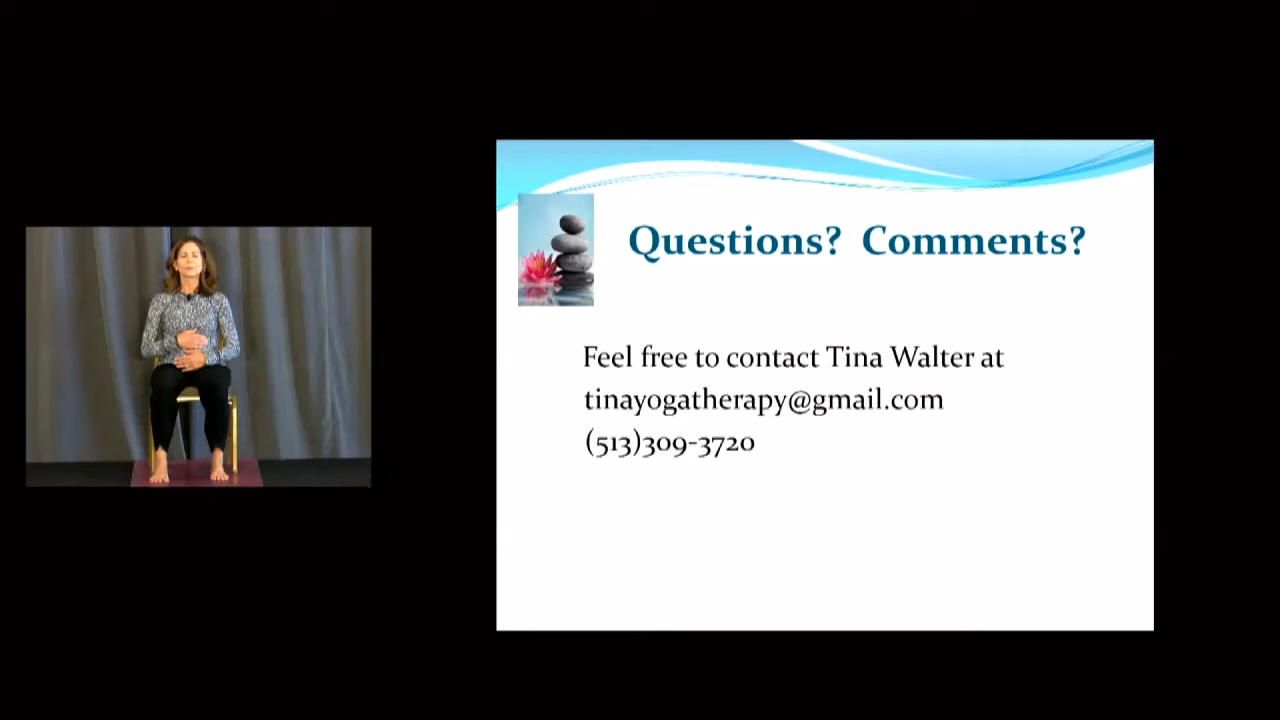 Questions? Comments?
Feel free to contact Tina Walter at
tinayogatherapy@gmail.com
(513)309-3720